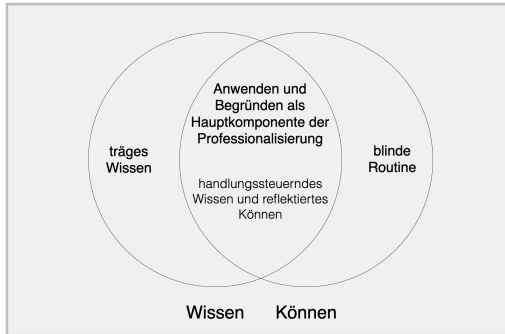 Anwenden und
Begründen als
Hauptkomponente der
Professionalisierung
träges
Wissen
blinde
Routine
handlungssteuerndes
Wissen und reflektiertes
Können
Wissen Können